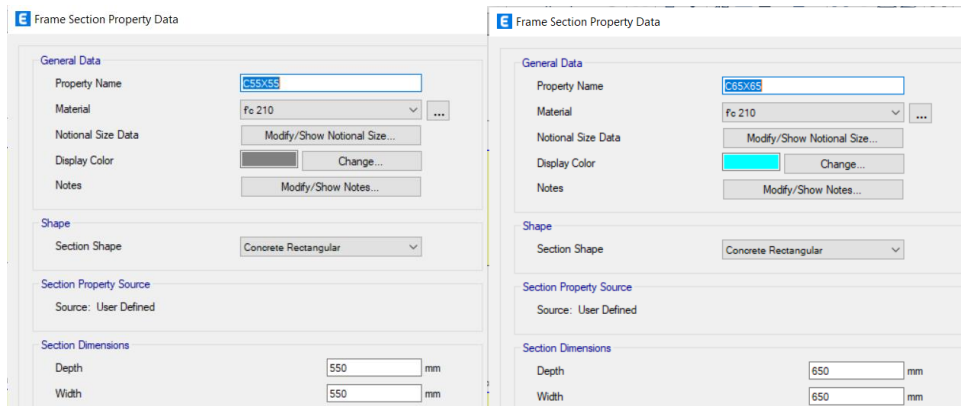 E Frame Section Property Data
General Data
Property Name C55X55
Material f'c 210 ...
Notional Size Data Modify/Show Notional Size...
Display Color Change...
Notes Modify/Show Notes...
Shape
Section Shape Concrete Rectangular
Section Property Source
Source: User Defined
Section Dimensions
Depth 550 mm
Width 550 mm
E Frame Section Property Data
General Data
Property Name C65X65
Material f'c 210 ...
Notional Size Data Modify/Show Notional Size...
Display Color Change...
Notes Modify/Show Notes...
Shape
Section Shape Concrete Rectangular
Section Property Source
Source: User Defined
Section Dimensions
Depth 650 mm
Width 650 mm